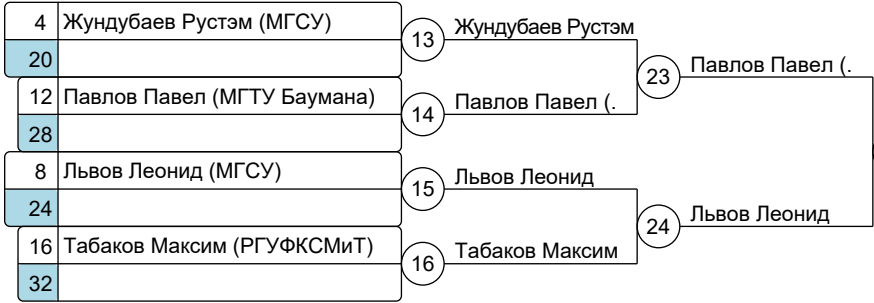 4 Жундубаев Рустэм (МГСУ)
20
13 Жундубаев Рустэм
12 Павлов Павел (МГТУ Баумана)
28
14 Павлов Павел (.
23 Павлов Павел (.
8 Львов Леонид (МГСУ)
24
15 Львов Леонид
16 Табаков Максим (РГУФКСМиТ)
32
16 Табаков Максим
24 Львов Леонид